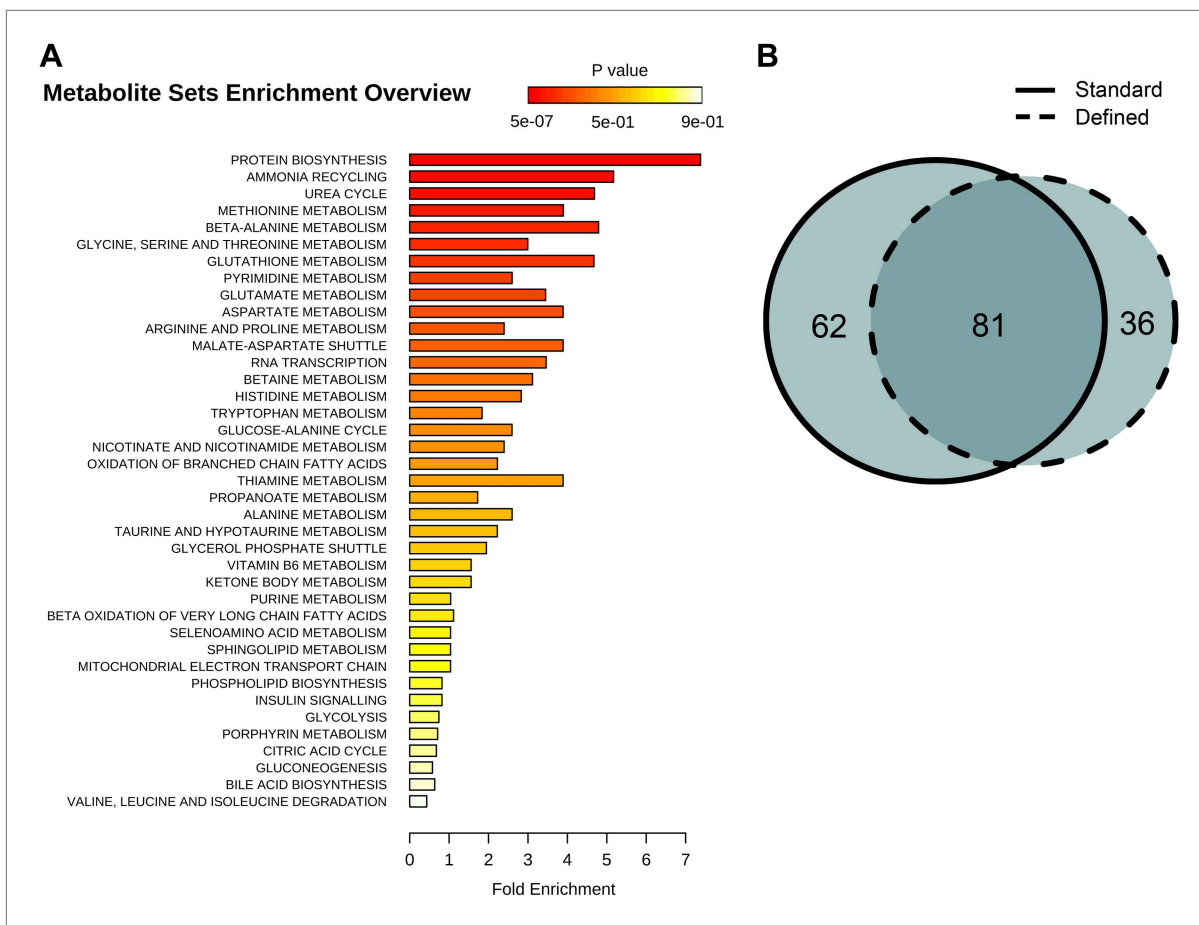 A
Metabolite Sets Enrichment Overview
P value
5e-07 5e-01 9e-01
PROTEIN BIOSYNTHESIS
AMMONIA RECYCLING
UREA CYCLE
METHIONINE METABOLISM
BETA-ALANINE METABOLISM
GLYCINE, SERINE AND THREONINE METABOLISM
GLUTATHIONE METABOLISM
PYRIMIDINE METABOLISM
GLUTAMATE METABOLISM
ASPARTATE METABOLISM
ARGININE AND PROLINE METABOLISM
MALATE-ASPARTATE SHUTTLE
RNA TRANSCRIPTION
BETAINE METABOLISM
HISTIDINE METABOLISM
TRYPTOPHAN METABOLISM
GLUCOSE-ALANINE CYCLE
NICOTINATE AND NICOTINAMIDE METABOLISM
OXIDATION OF BRANCHED CHAIN FATTY ACIDS
THIAMINE METABOLISM
PROPANOATE METABOLISM
ALANINE METABOLISM
TAURINE AND HYPOTAURINE METABOLISM
GLYCEROL PHOSPHATE SHUTTLE
VITAMIN B6 METABOLISM
KETONE BODY METABOLISM
PURINE METABOLISM
BETA OXIDATION OF VERY LONG CHAIN FATTY ACIDS
SELENOAMINO ACID METABOLISM
SPHINGOLIPID METABOLISM
MITOCHONDRIAL ELECTRON TRANSPORT CHAIN
PHOSPHOLIPID BIOSYNTHESIS
INSULIN SIGNALLING
GLYCOLYSIS
PORPHYRIN METABOLISM
CITRIC ACID CYCLE
GLUCONEOGENESIS
BILE ACID BIOSYNTHESIS
VALINE, LEUCINE AND ISOLEUCINE DEGRADATION
0 1 2 3 4 5 6 7
Fold Enrichment
B
Standard
Defined
62 81 36